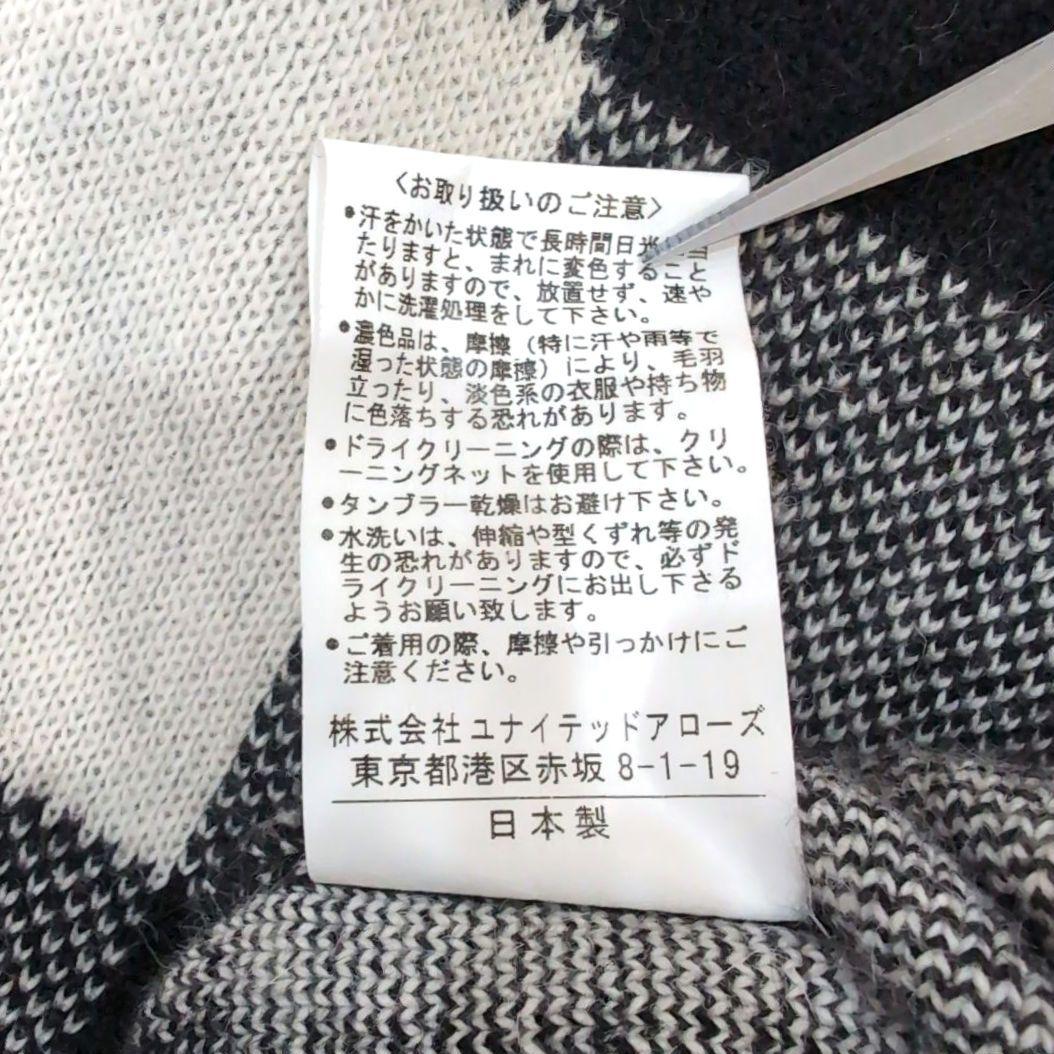 〈お取り扱いのご注意〉
●汗をかいた状態で長時間日光
たりますと、まれに変色すること
がありますので、放置せず、速や
かに洗濯処理をして下さい。
●濃色品は、摩擦(特に汗や雨等で
湿った状態の摩擦)により、毛羽
立ったり、淡色系の衣服や持ち物
に色落ちする恐れがあります。
●ドライクリーニングの際は、クリ
ーニングネットを使用して下さい。
●タンブラー乾燥はお避け下さい。
●水洗いは、伸縮や型くずれ等の発
生の恐れがありますので、必ずド
ライクリーニングにお出し下さる
ようお願い致します。
●ご着用の際、摩擦や引っかけにご
注意ください。
株式会社ユナイテッドアローズ
東京都港区赤坂8-1-19
日本製